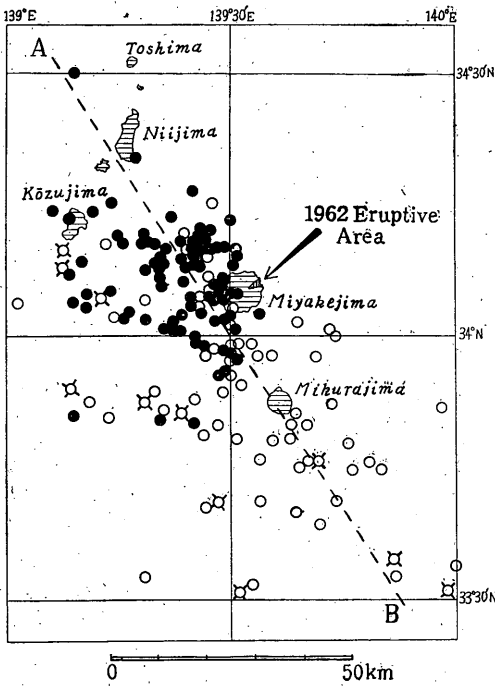 139°E 139°30'E 140°E
A
Toshima
34°30'N
Niijima
Kōzujima
1962 Eruptive
Area
Miyakejima
34°N
Mikurajima
33°30'N
B
0 50km